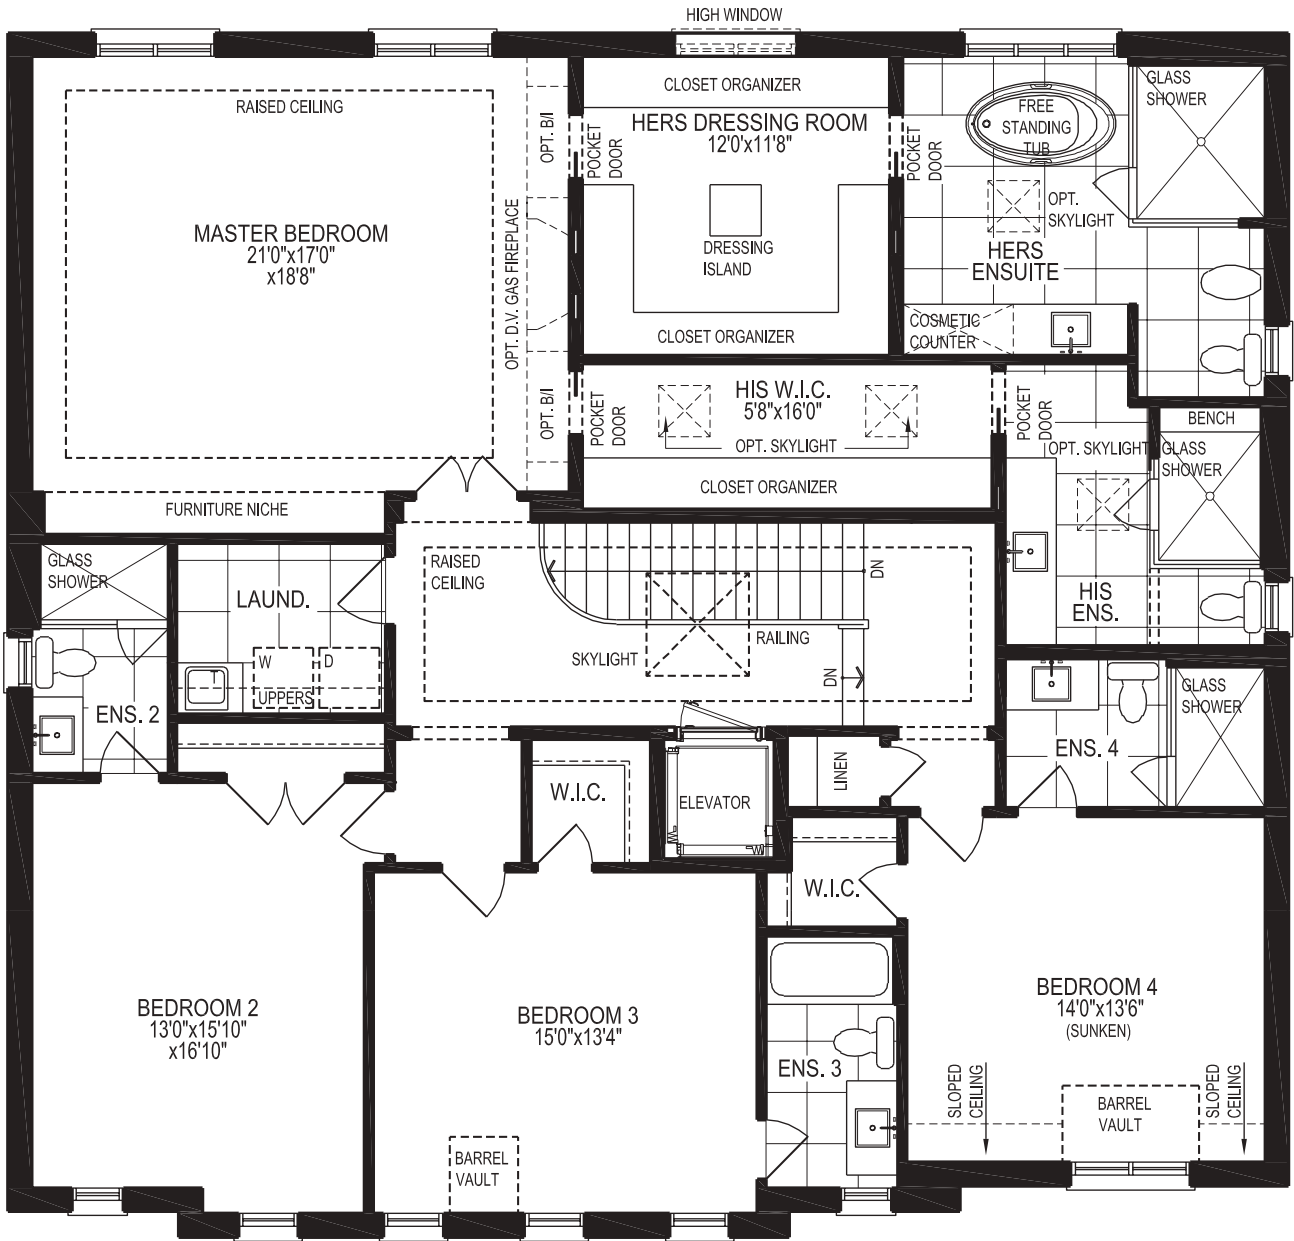 HIGH WINDOW
RAISED CEILING
MASTER BEDROOM
21'0"x17'0"
x18'8"
OPT. B/I
OPT. D.V. GAS FIREPLACE
OPT. B/I
FURNITURE NICHE
CLOSET ORGANIZER
HERS DRESSING ROOM
12'0'x11'8"
POCKET
DOOR
DRESSING
ISLAND
CLOSET ORGANIZER
POCKET
DOOR
FREE
STANDING
TUB
GLASS
SHOWER
OPT.
SKYLIGHT
HERS
ENSUITE
COSMETIC
COUNTER
POCKET
DOOR
HIS W.I.C.
5'8"x16'0"
OPT. SKYLIGHT
CLOSET ORGANIZER
POCKET
DOOR
BENCH
OPT. SKYLIGHT
GLASS
SHOWER
HIS
ENS.
GLASS
SHOWER
LAUND.
W
D
UPPERS
ENS. 2
RAISED
CEILING
DN
SKYLIGHT
RAILING
DN
GLASS
SHOWER
ENS. 4
W.I.C.
ELEVATOR
LINEN
W.I.C.
BEDROOM 2
13'0"x15'10"
x16'10"
BEDROOM 3
15'0"x13'4"
BARREL
VAULT
ENS. 3
BEDROOM 4
14'0"x13'6"
(SUNKEN)
SLOPED
CEILING
BARREL
VAULT
SLOPED
CEILING